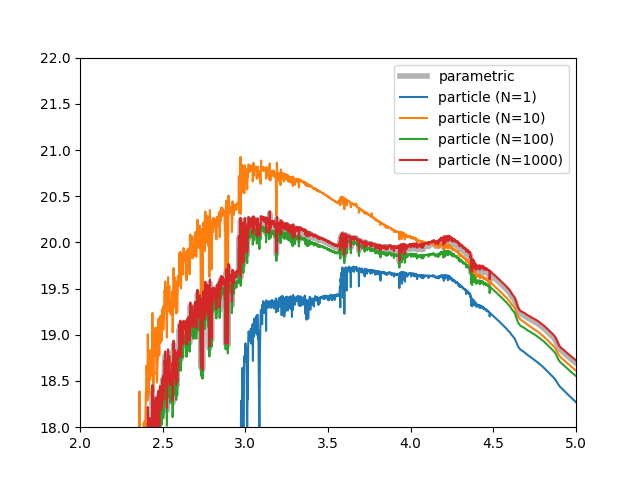 22.0
21.5
21.0
20.5
20.0
19.5
19.0
18.5
18.0
2.0 2.5 3.0 3.5 4.0 4.5 5.0
parametric
particle (N=1)
particle (N=10)
particle (N=100)
particle (N=1000)